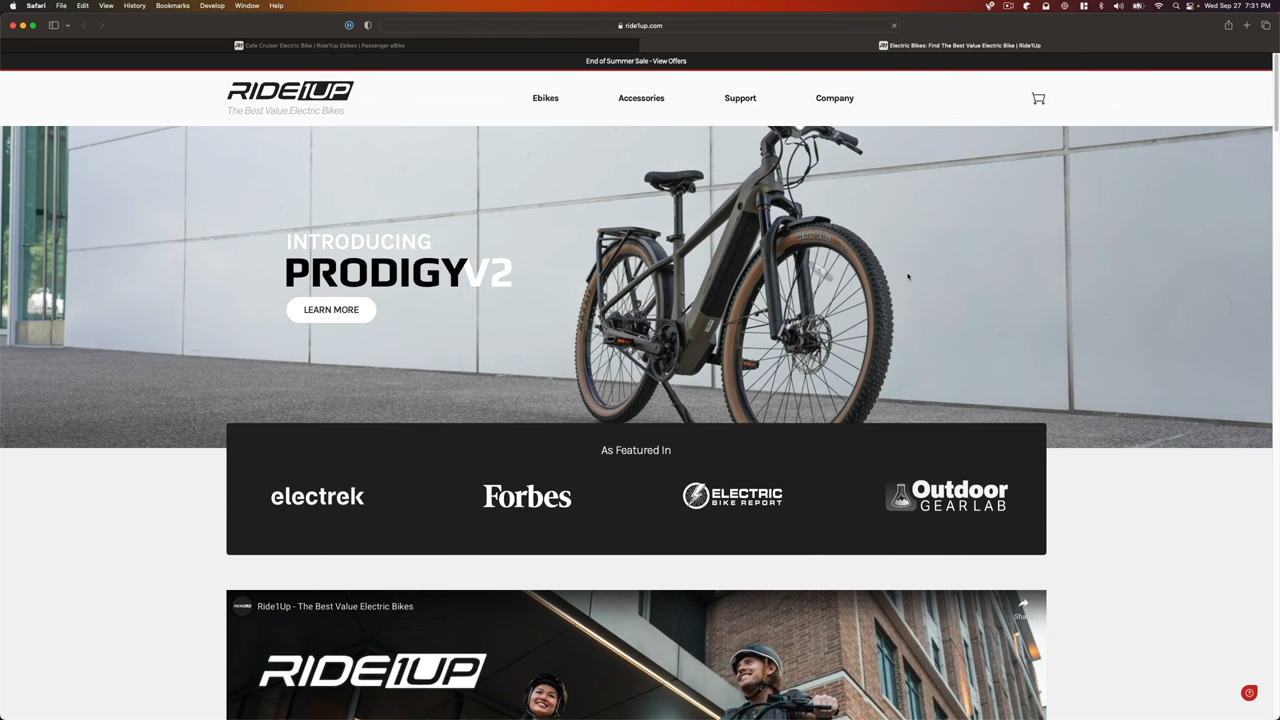 Safari File Edit View History Bookmarks Develop Window Help
Wed Sep 27 7:31 PM
ride1up.com
Cafe Cruiser Electric Bike | Ride1Up Ebikes | Passenger eBike
Electric Bikes: Find The Best Value Electric Bike | Ride1Up
End of Summer Sale - View Offers
RIDE1UP
The Best Value Electric Bikes
Ebikes
Accessories
Support
Company
INTRODUCING
PRODIGYV2
LEARN MORE
As Featured In
electrek
Forbes
ELECTRIC
BIKE REPORT
Outdoor
GEARLAB
Ride1Up - The Best Value Electric Bikes
Share
RIDE1UP